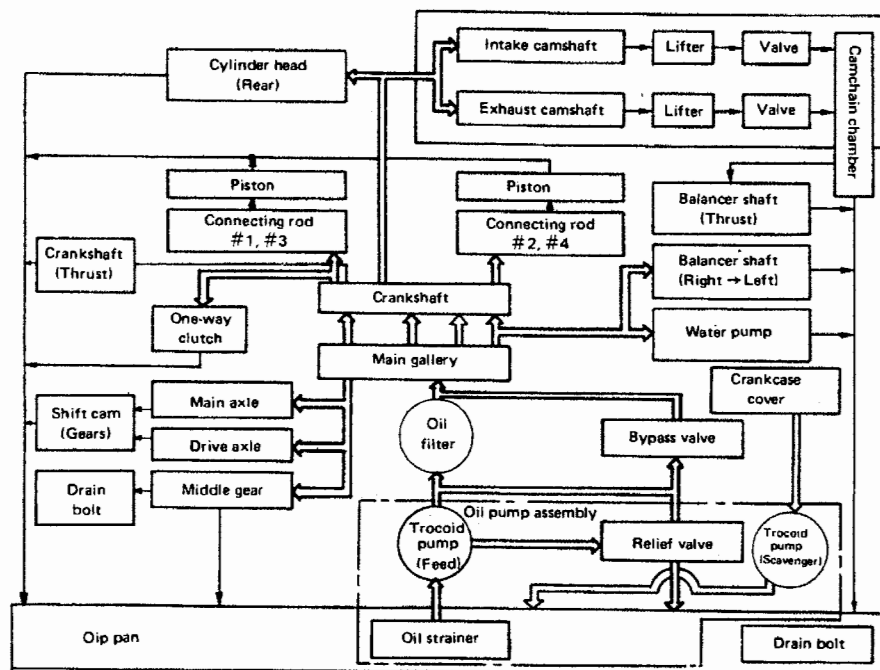 Cylinder head
(Rear)
Intake camshaft
Lifter
Valve
Exhaust camshaft
Lifter
Valve
Camchain chamber
Piston
Connecting rod
#1, #3
Piston
Connecting rod
#2, #4
Balancer shaft
(Thrust)
Crankshaft
(Thrust)
Balancer shaft
(Right → Left)
Crankshaft
One-way
clutch
Water pump
Main gallery
Crankcase
cover
Main axle
Shift cam
(Gears)
Drive axle
Oil
filter
Bypass valve
Drain
bolt
Middle gear
Oil pump assembly
Trocoid
pump
(Feed)
Relief valve
Trocoid
pump
(Scavenger)
Oip pan
Oil strainer
Drain bolt